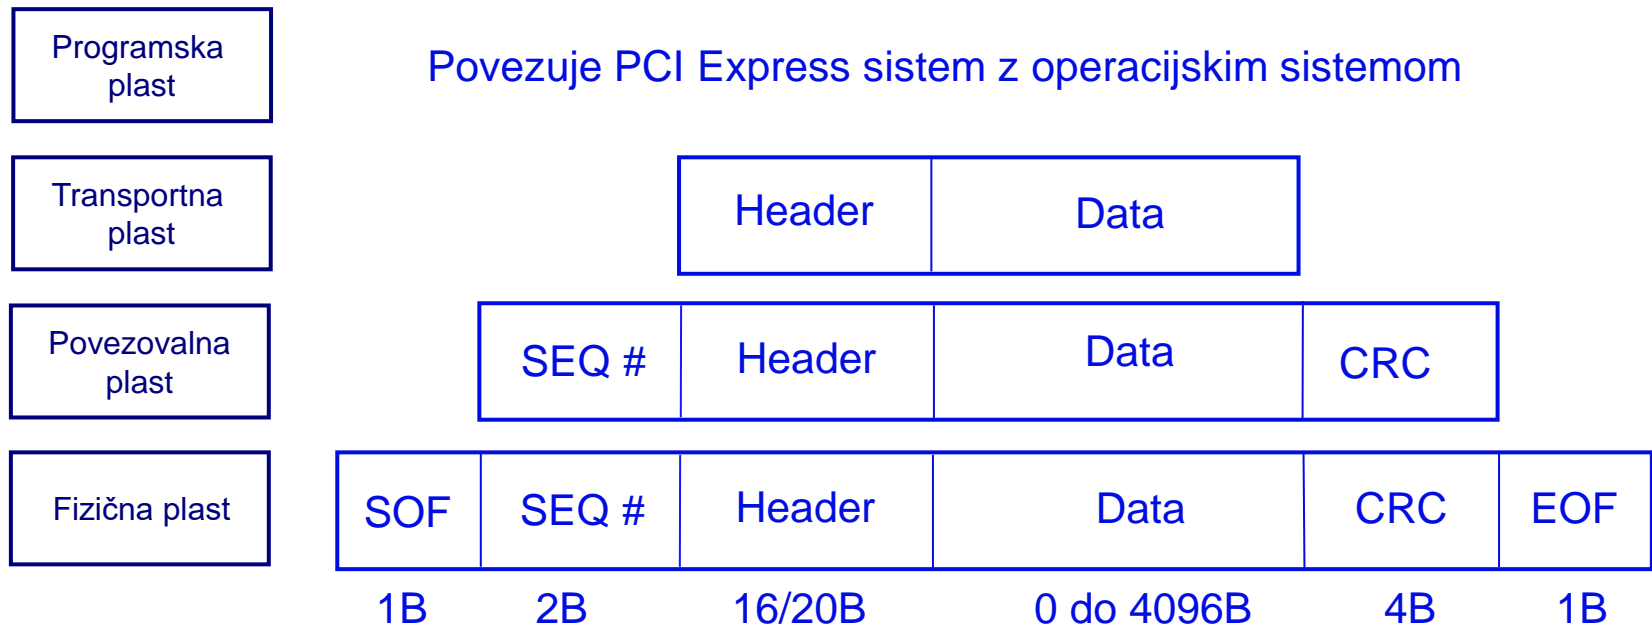 Programska
plast
Povezuje PCI Express sistem z operacijskim sistemom
Transportna
plast
Header
Data
Povezovalna
plast
SEQ #
Header
Data
CRC
Fizična plast
SOF
SEQ #
Header
Data
CRC
EOF
1B
2B
16/20B
0 do 4096B
4B
1B